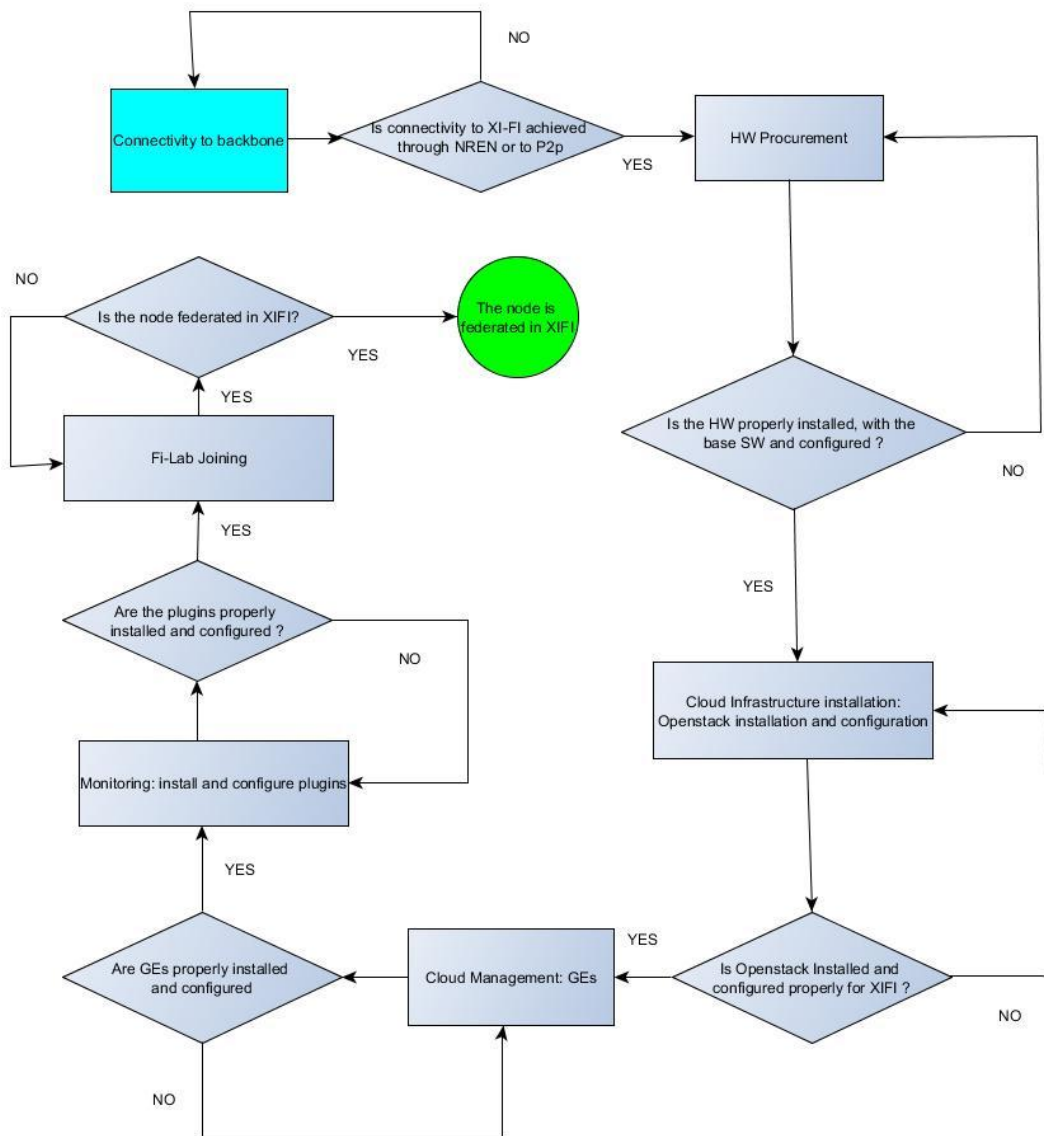 NO
Connectivity to backbone
Is connectivity to XI-FI achieved
through NREN or to P2p
YES
HW Procurement
NO
Is the node federated in XIFI?
YES
The node is
federated in XIFI
YES
Fi-Lab Joining
Is the HW properly installed, with the
base SW and configured ?
NO
YES
YES
Are the plugins properly
installed and configured ?
NO
Cloud Infrastructure installation:
Openstack installation and configuration
Monitoring: install and configure plugins
YES
Are GEs properly installed
and configured
Cloud Management: GEs
YES
Is Openstack Installed and
configured properly for XIFI ?
NO
NO